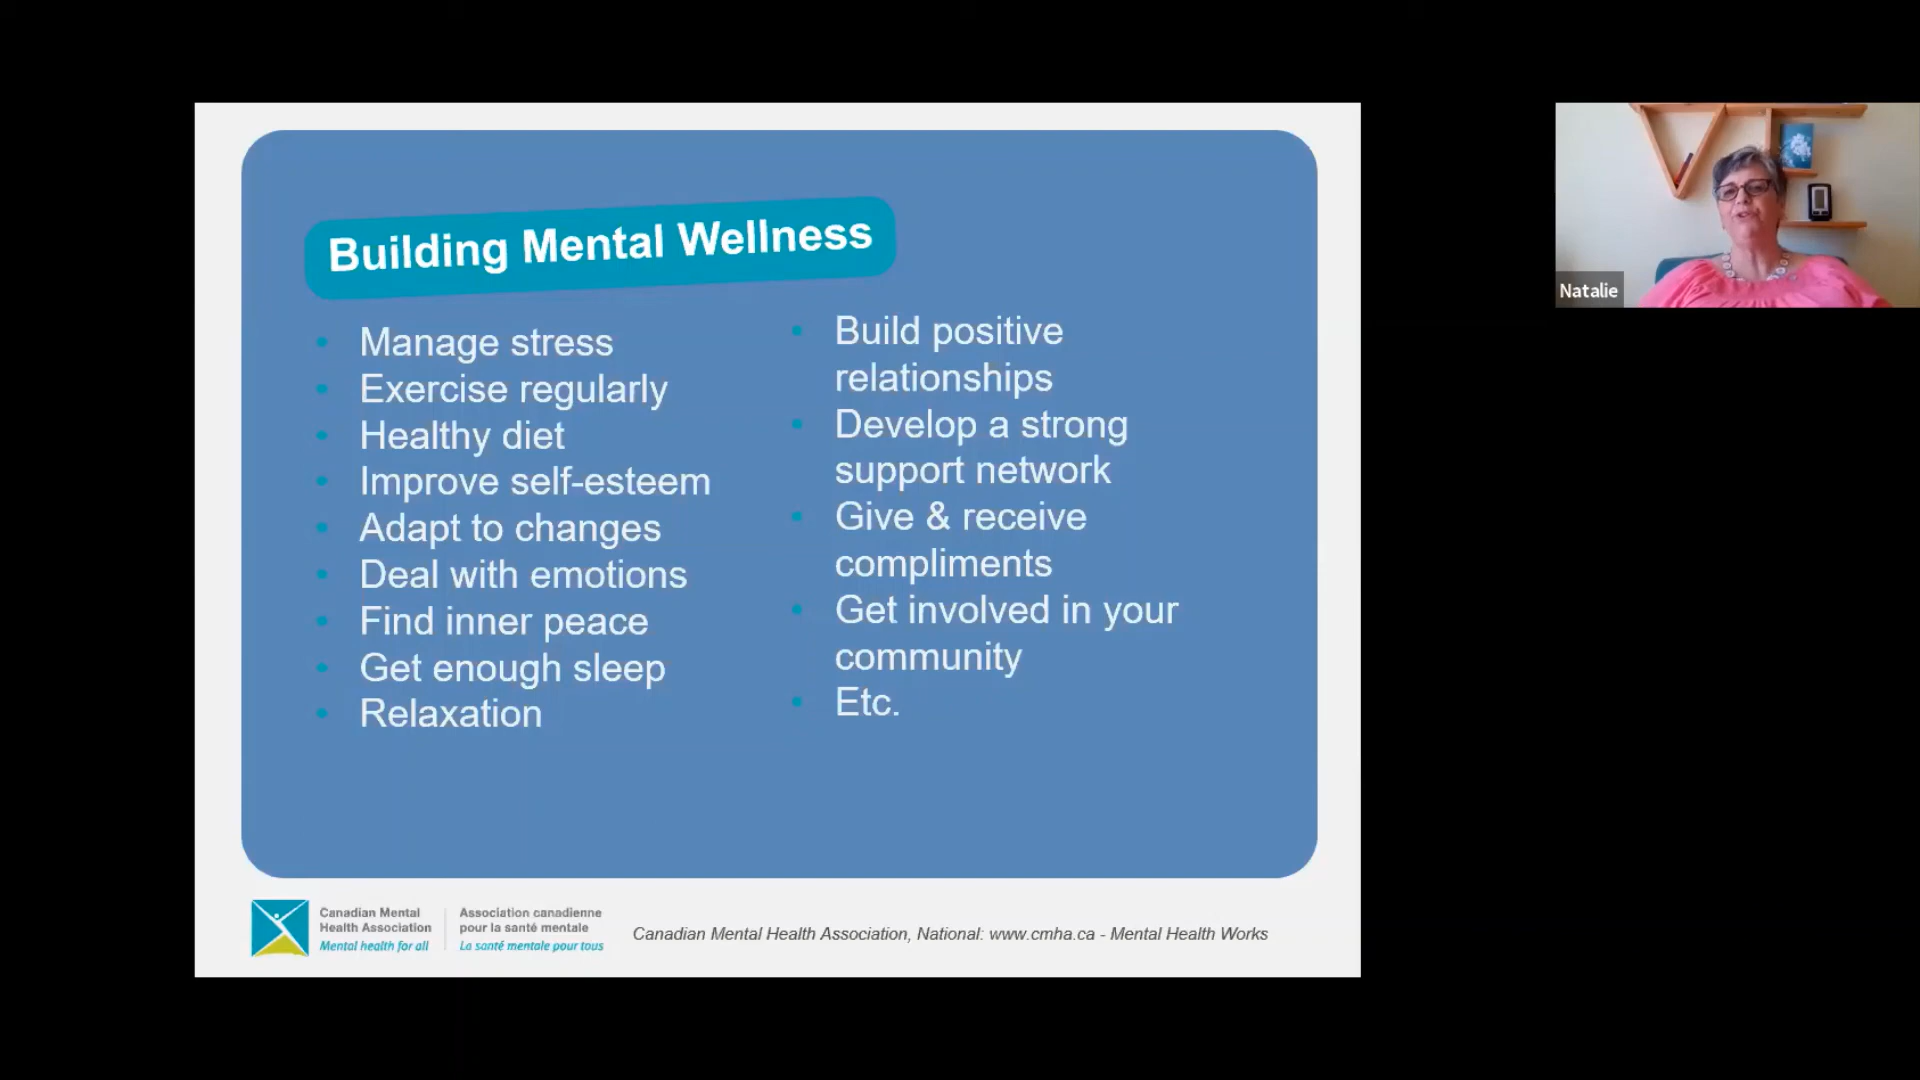 Building Mental Wellness
• Manage stress
• Exercise regularly
• Healthy diet
• Improve self-esteem
• Adapt to changes
• Deal with emotions
• Find inner peace
• Get enough sleep
• Relaxation
• Build positive
relationships
• Develop a strong
support network
• Give & receive
compliments
• Get involved in your
community
• Etc.
Canadian Mental
Health Association
Mental health for all
Association canadienne
pour la santé mentale
La santé mentale pour tous
Canadian Mental Health Association, National: www.cmha.ca - Mental Health Works
Natalie